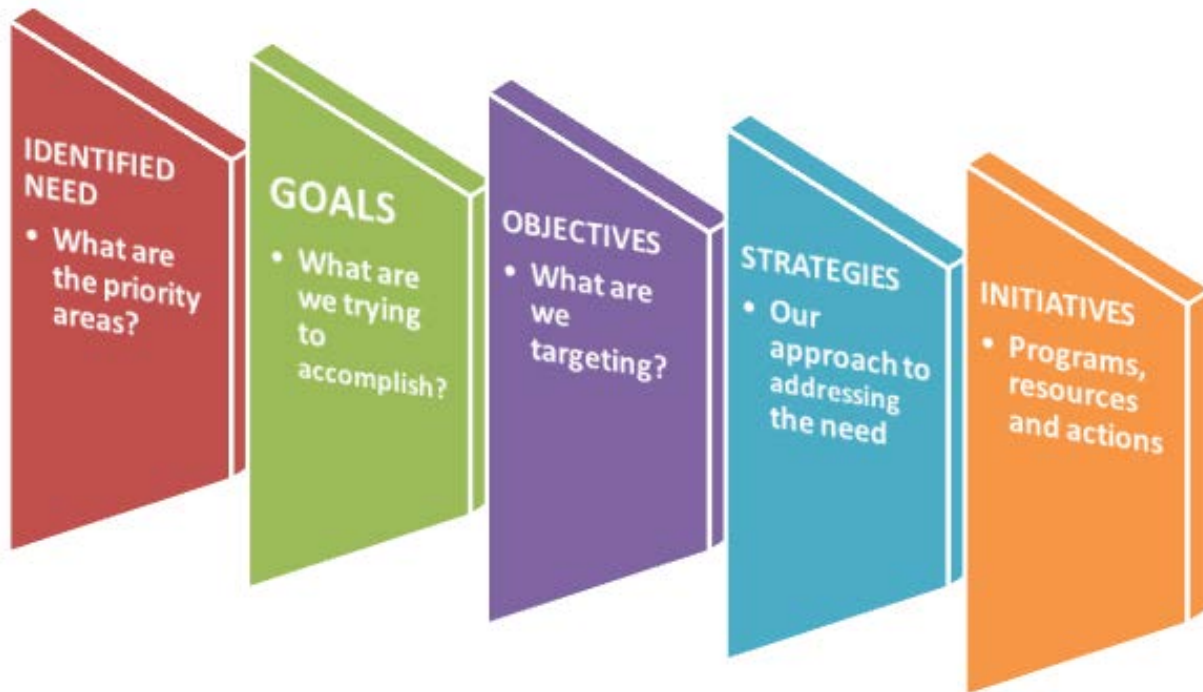 IDENTIFIED
NEED
• What are
the priority
areas?
GOALS
• What are
we trying
to
accomplish?
OBJECTIVES
• What are
we
targeting?
STRATEGIES
• Our
approach to
addressing
the need
INITIATIVES
• Programs,
resources
and actions